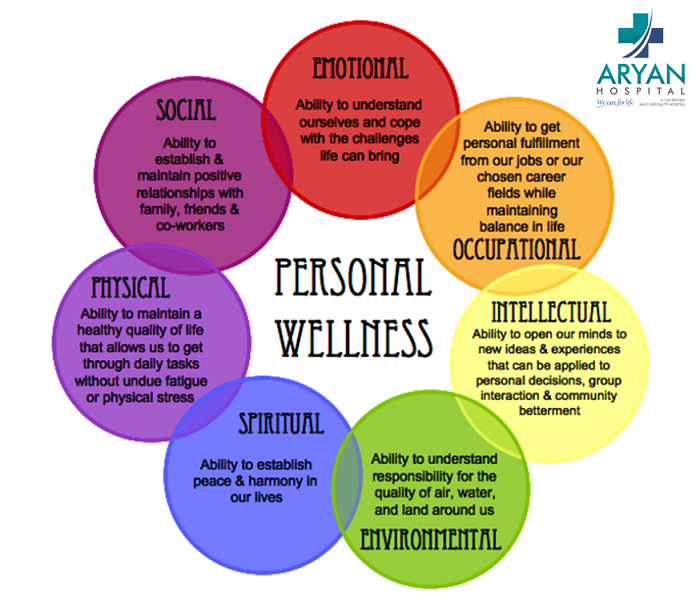 ARYAN
HOSPITAL
We care for life
A 100 BEDDED
MULTI SPECIALITY HOSPITAL
EMOTIONAL
Ability to understand
ourselves and cope
with the challenges
life can bring
Ability to get
personal fulfillment
from our jobs or our
chosen career
fields while
maintaining
balance in life
OCCUPATIONAL
INTELLECTUAL
Ability to open our minds to
new ideas & experiences
that can be applied to
personal decisions, group
interaction & community
betterment
Ability to understand
responsibility for the
quality of air, water,
and land around us
ENVIRONMENTAL
SPIRITUAL
Ability to establish
peace & harmony in
our lives
PHYSICAL
Ability to maintain a
healthy quality of life
that allows us to get
through daily tasks
without undue fatigue
or physical stress
SOCIAL
Ability to
establish &
maintain positive
relationships with
family, friends &
co-workers
PERSONAL
WELLNESS